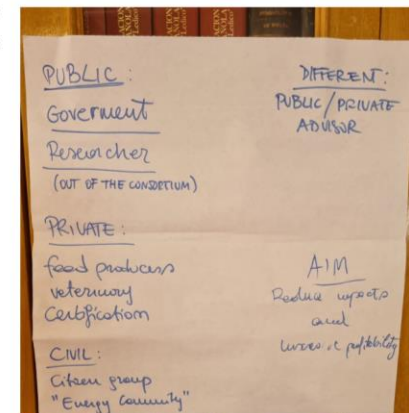 PUBLIC:
Goverment
Researcher
(OUT OF THE CONSORTIUM)
PRIVATE:
food producers
veterinary
Certification
CIVIL:
Citizen group
"Energy Community"
DIFFERENT:
PUBLIC/PRIVATE
ADVISOR
AIM
Reduce impacts
and
increase profitability